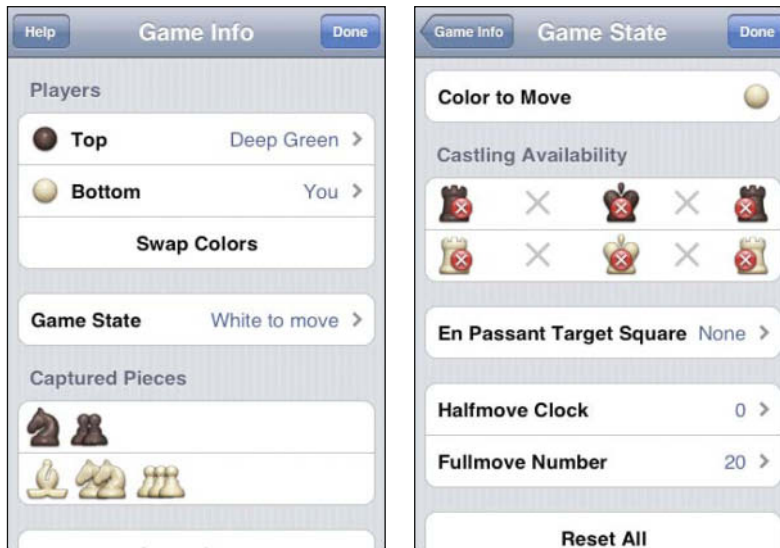 Help
Game Info
Done
Players
Top
Deep Green
Bottom
You
Swap Colors
Game State
White to move
Captured Pieces
Game Info
Game State
Done
Color to Move
Castling Availability
En Passant Target Square
None
Halfmove Clock
0
Fullmove Number
20
Reset All